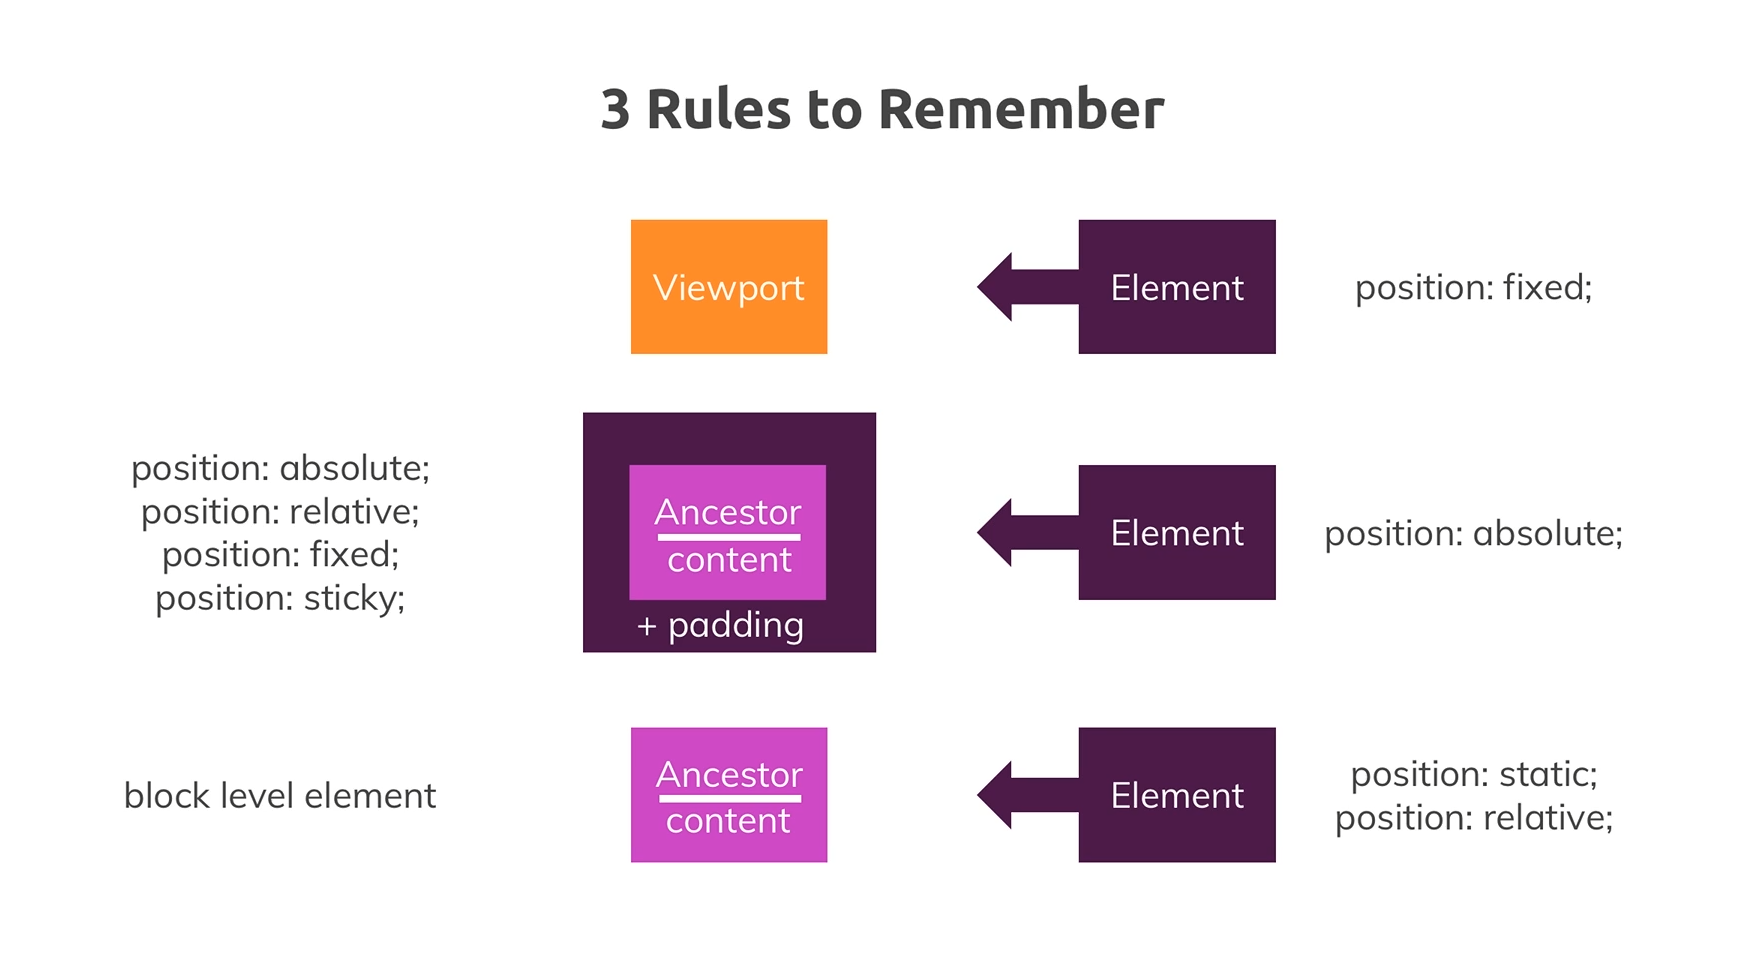 3 Rules to Remember
Viewport
Element
position: fixed;
position: absolute;
position: relative;
position: fixed;
position: sticky;
Ancestor
content
+ padding
Element
position: absolute;
block level element
Ancestor
content
Element
position: static;
position: relative;